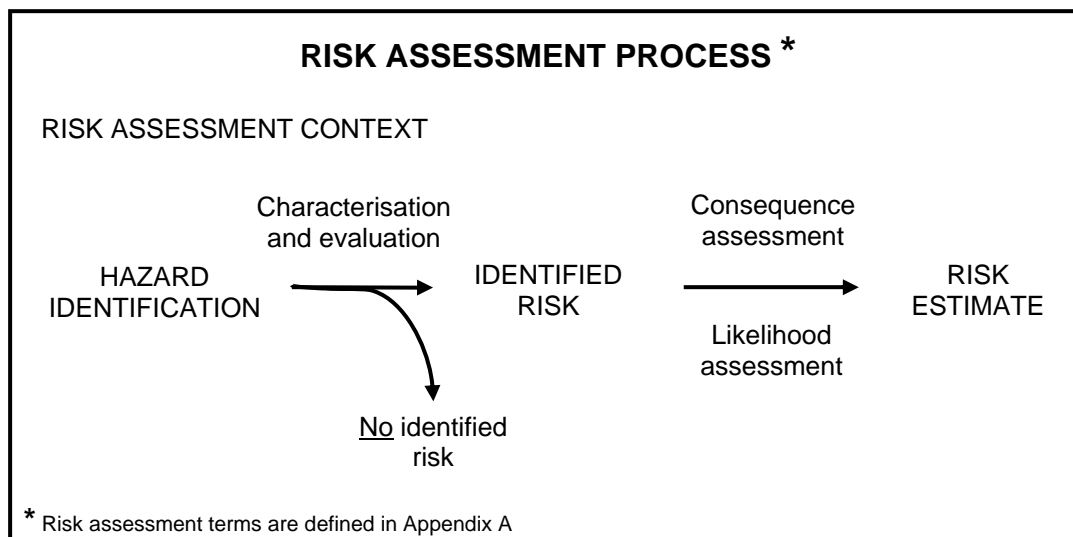 RISK ASSESSMENT PROCESS *
RISK ASSESSMENT CONTEXT
Characterisation
and evaluation
Consequence
assessment
HAZARD
IDENTIFICATION
IDENTIFIED
RISK
RISK
ESTIMATE
Likelihood
assessment
No identified
risk
* Risk assessment terms are defined in Appendix A